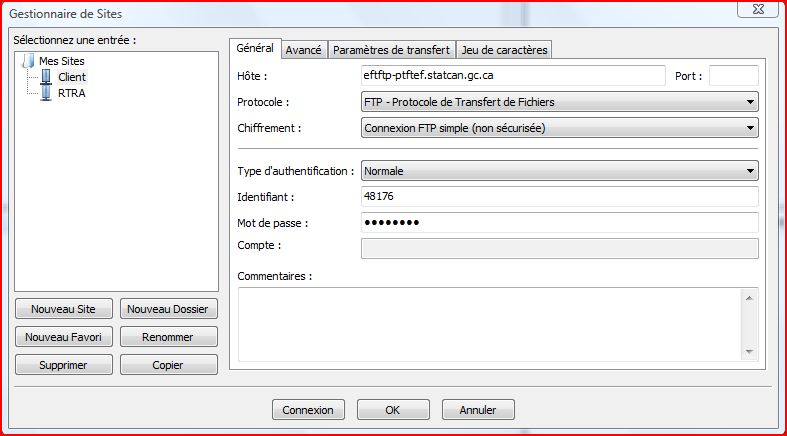 Gestionnaire de Sites
Sélectionnez une entrée :
Mes Sites
Client
RTRA
Nouveau Site
Nouveau Dossier
Nouveau Favori
Renommer
Supprimer
Copier
Général
Avancé
Paramètres de transfert
Jeu de caractères
Hôte :
eftftp-ptftef.statcan.gc.ca
Port :
Protocole :
FTP - Protocole de Transfert de Fichiers
Chiffrement :
Connexion FTP simple (non sécurisée)
Type d'authentification :
Normale
Identifiant :
48176
Mot de passe :
●●●●●●●●
Compte :
Commentaires :
Connexion
OK
Annuler